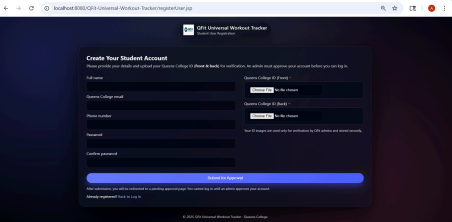 localhost:8080/QFit-Universal-Workout-Tracker/registerUser.jsp
QFit Universal Workout Tracker
Student User Registration
Create Your Student Account
Please provide your details and upload your Queens College ID (front & back) for verification. An admin must approve your account before you can log in.
Full name
Queens College email
Phone number
Password
Confirm password
Queens College ID (Front) *
Choose File No file chosen
Queens College ID (Back) *
Choose File No file chosen
Your ID images are used only for verification by QFit admins and stored securely.
Submit for Approval
After submission, you will be redirected to a pending approval page. You cannot log in until an admin approves your account.
Already registered? Back to Log In
© 2025 QFit Universal Workout Tracker · Queens College